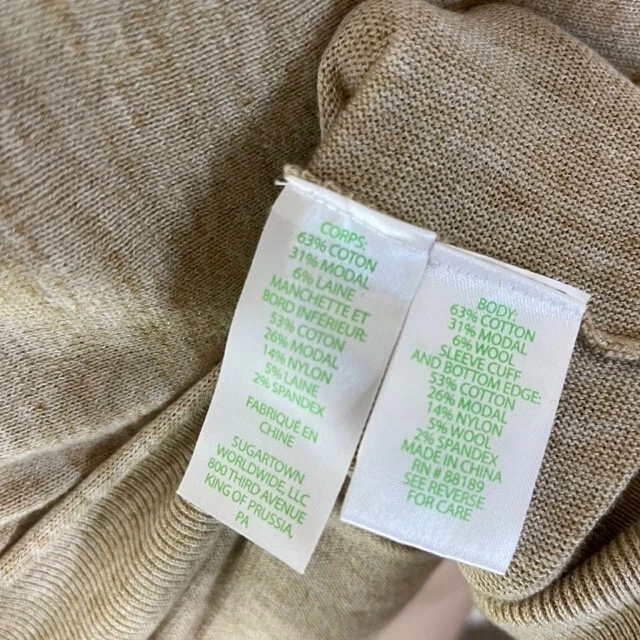 CORPS:
63% COTON
31% MODAL
6% LAINE
MANCHETTE ET
BORD INFERIEUR:
53% COTON
26% MODAL
14% NYLON
5% LAINE
2% SPANDEX
FABRIQUE EN
CHINE
SUGARTOWN
WORLDWIDE, LLC
800 THIRD AVENUE
KING OF PRUSSIA,
PA
BODY:
63% COTTON
31% MODAL
6% WOOL
SLEEVE CUFF
AND BOTTOM EDGE:
53% COTTON
26% MODAL
14% NYLON
5% WOOL
2% SPANDEX
MADE IN CHINA
RN # 88189
SEE REVERSE
FOR CARE